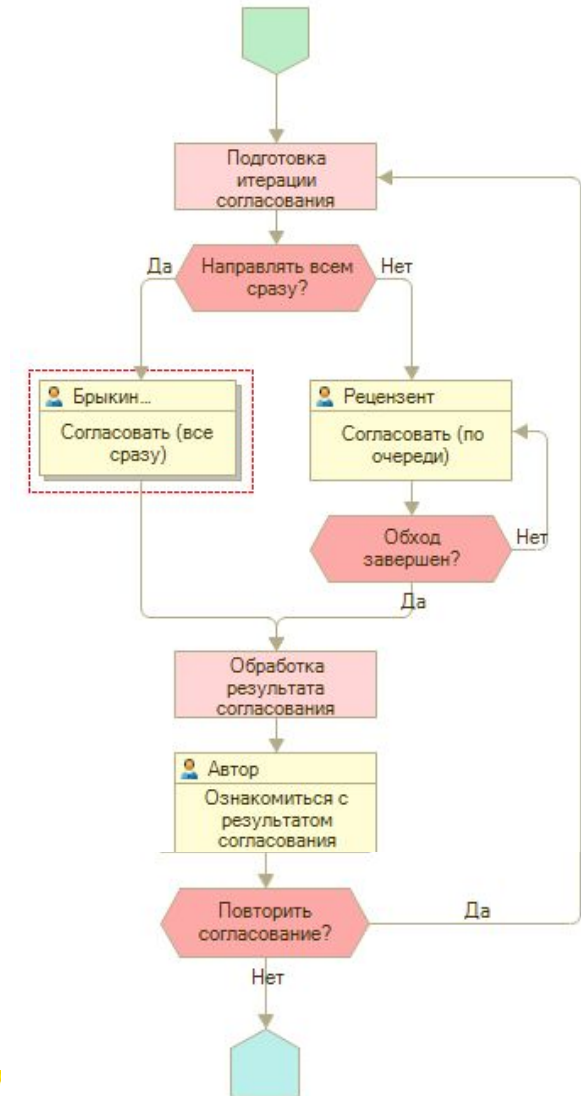 Подготовка
итерации
согласования
Да
Направлять всем
сразу?
Нет
Брыкин...
Согласовать (все
сразу)
Рецензент
Согласовать (по
очереди)
Обход
завершен?
Нет
Да
Обработка
результата
согласования
Автор
Ознакомиться с
результатом
согласования
Повторить
согласование?
Да
Нет